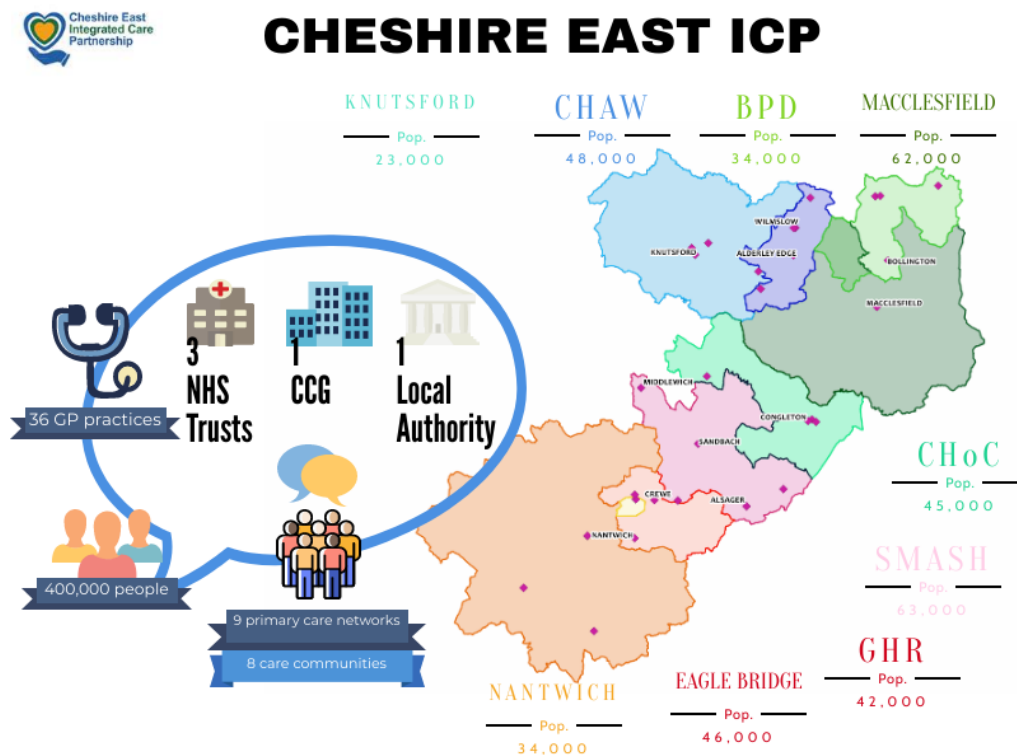 Cheshire East
Integrated Care
Partnership
CHESHIRE EAST ICP
KNUTSFORD
Pop.
23,000
CHAW
Pop.
48,000
BPD
Pop.
34,000
MACCLESFIELD
Pop.
62,000
WILMSLOW
KNUTSFORD
ALDERLEY EDGE
BOLLINGTON
MACCLESFIELD
MIDDLEWICH
CONGLETON
SANDBACH
CREWE
ALSAGER
NANTWICH
36 GP practices
3
NHS
Trusts
1
CCG
1
Local
Authority
400,000 people
9 primary care networks
8 care communities
CHoC
Pop.
45,000
SMASH
Pop.
63,000
GHR
Pop.
42,000
EAGLE BRIDGE
Pop.
46,000
NANTWICH
Pop.
34,000